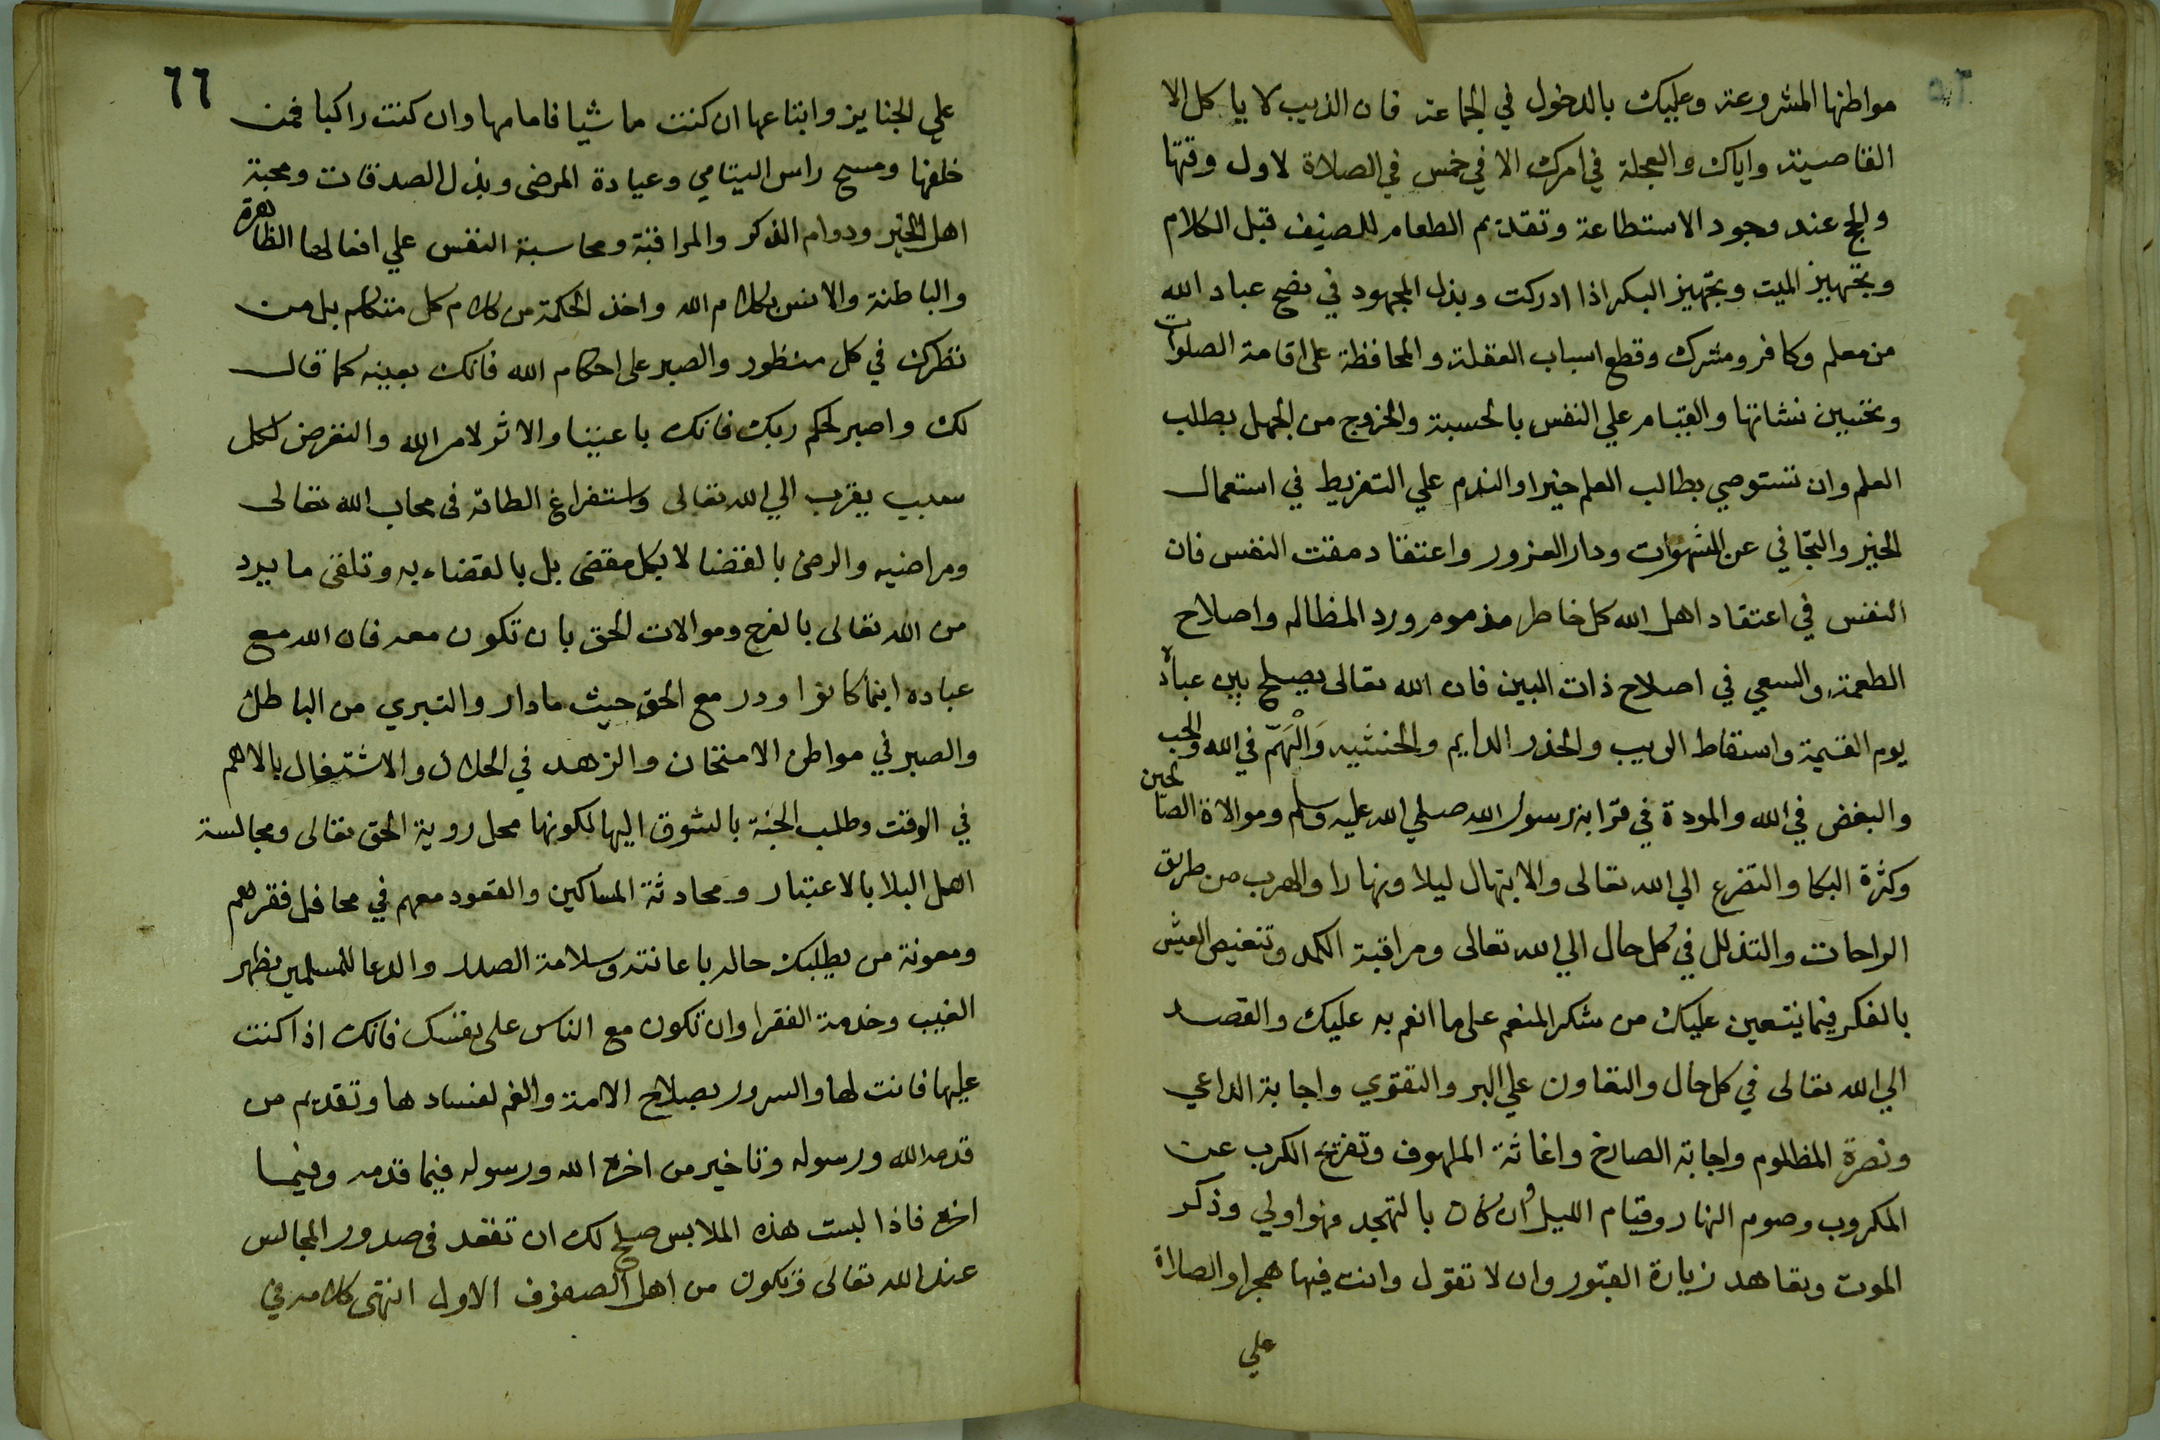 مواطنها المشروعة وعليك بالدخول في الجماعة فان الذيب لا ياكل الا
القاصية واياك والعجلة في امرك الا في خمس في الصلاة لاول وقتها
والحج عند وجود الاستطاعة وتقديم الطعام للضيف قبل الكلام
وتجهيز الميت وتجهيز البكر اذا ادركت وبذل المجهود في نصح عباد الله
من مسلم وكافر ومشرك وقطع اسباب الغفلة والمحافظة على اقامة الصلوات
وتحسين نشاتها والقيام علي النفس بالحسبة والخروج من الجهل بطلب
العلم وان تستوصي بطالب العلم خيرا والندم علي التفريط في استعمال
الخير والتجافي عن الشهوات ودار الغرور واعتقاد مقت النفس فان
النفس في اعتقاد اهل الله كل خاطر مذموم ورد المظالم واصلاح
الطعمة والسعي في اصلاح ذات البين فان الله تعالى يصلح بين عباده
يوم القيمة واسقاط الريب والحذر الدايم والخشية والْهَمّ في الله والحب
والبغض في الله والمودة في قرابة رسول الله صلي الله عليه وسلم وموالاة الصالحين
وكثرة البكا والتضرع الي الله تعالى والابتهال ليلا ونهارا والهرب من طريق
الراحات والتذلل في كل حال الي الله تعالى ومراقبة الكمد وتنغيص العيش
بالفكر فيما يتعين عليك من شكر المنعم على ما انعم به عليك والقصد
الي الله تعالى في كل حال والتعاون علي البر والتقوي واجابة الداعي
ونصرة المظلوم واجابة الصارخ واغاثة الملهوف وتفريج الكرب عن
المكروب وصوم النهار وقيام الليل وان كان بالتهجد فهو اولي وذكر
الموت وتعاهد زيارة القبور وان لا تقول وانت فيها هجرا والصلاة
علي
٦٦
علي الجنايز واتباعها ان كنت ماشيا فامامها وان كنت راكبا فمن
خلفها ومسح راس اليتامي وعيادة المرضى وبذل الصدقات ومحبة
اهل الخير ودوام الذكر والمراقبة ومحاسبة النفس علي افعالها الظاهرة
والباطنة والانس بكلام الله واخذ الحكمة من كلام كل متكلم بل من
نظرك في كل منظور والصبر على احكام الله فانك بعينه كما قال
لك واصبر لحكم ربك فانك باعيننا والاثر لامر الله والتعرض لكل
سبب يقرب الي الله تعالى واستفراغ الطاقة في محاب الله تعالى
ومراضيه والرضى بالقضا لا بكل مقضى بل بالقضاء به وتلقى ما يرد
من الله تعالى بالفرح وموالات الحق بان تكون معه فان الله مع
عباده اينما كانوا ودر مع الحق حيث ما دار والتبري من الباطل
والصبر في مواطن الامتحان والزهد في الحلال والاشتغال بالاهم
في الوقت وطلب الجنة بالشوق اليها لكونها محل روية الحق تعالى ومجالسة
اهل البلا بالاعتبار ومحادثة المساكين والقعود معهم في محافل فقرهم
ومعونة من يطلبك حاله باعانته وسلامة الصدر والدعا للمسلمين بظهر
الغيب وخدمة الفقرا وان تكون مع الناس على نفسك فانك اذا كنت
عليها فانت لها والسرور بصلاح الامة والغم لفسادها وتقديم من
قدمه الله ورسوله وتاخير من اخره الله ورسوله فيما قدمه وفيما
اخره فاذا لبست هذه الملابس صلح لك ان تقعد في صدور المجالس
عند الله تعالى وتكون من اهل الصفوف الاول انتهى كلامه في